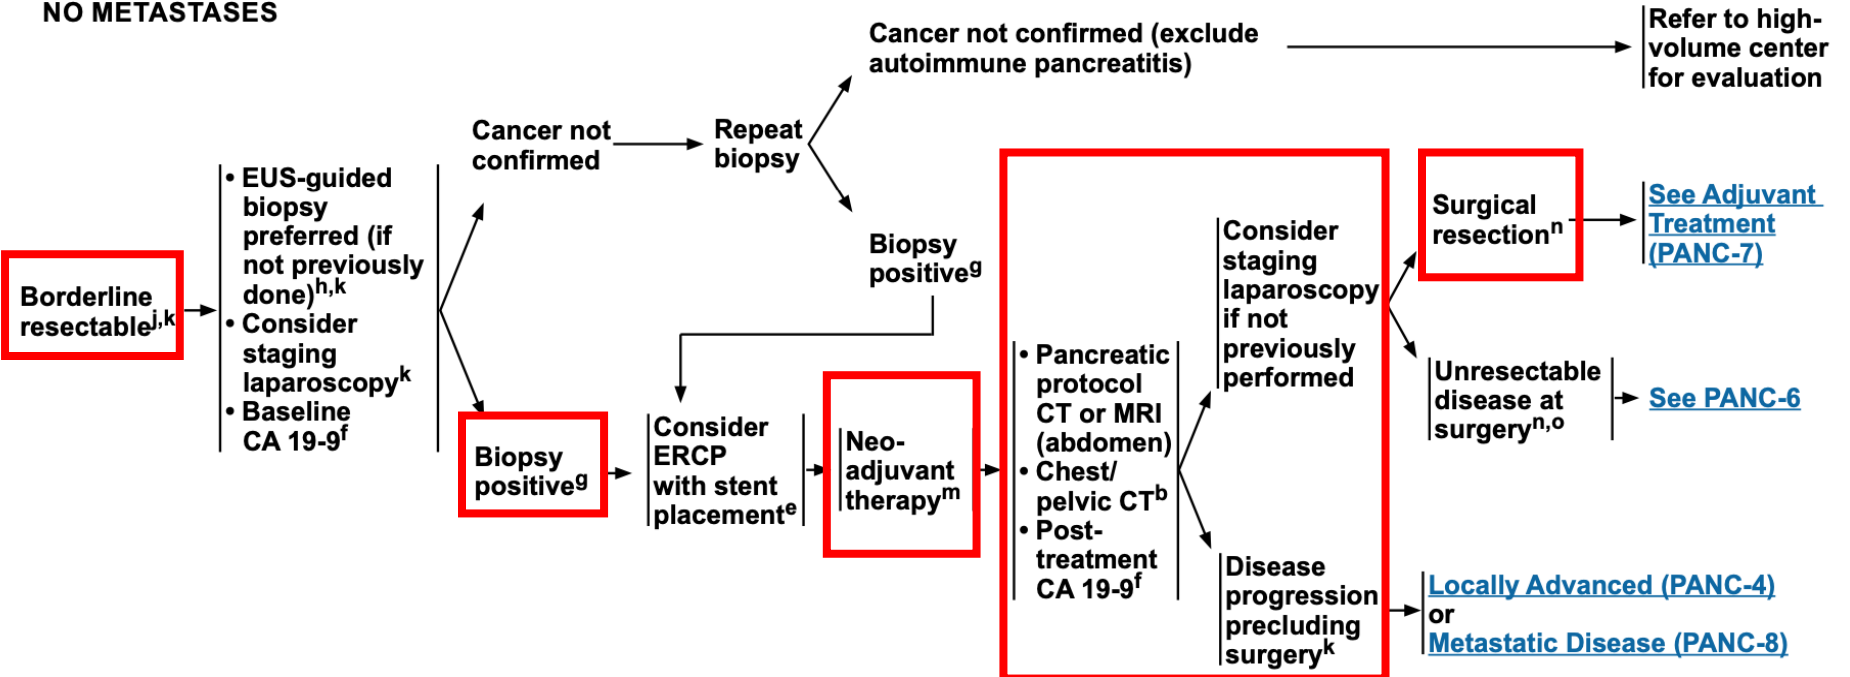 NO METASTASES
Borderline
resectablej,k
• EUS-guided
biopsy
preferred (if
not previously
done)h,k
• Consider
staging
laparoscopyk
• Baseline
CA 19-9f
Cancer not
confirmed
Repeat
biopsy
Cancer not confirmed (exclude
autoimmune pancreatitis)
Refer to high-
volume center
for evaluation
Biopsy
positiveg
Biopsy
positiveg
Consider
ERCP
with stent
placemente
Neo-
adjuvant
therapym
• Pancreatic
protocol
CT or MRI
(abdomen)
• Chest/
pelvic CTb
• Post-
treatment
CA 19-9f
Consider
staging
laparoscopy
if not
previously
performed
Surgical
resectionn
See Adjuvant
Treatment
(PANC-7)
Unresectable
disease at
surgeryn,o
See PANC-6
Disease
progression
precluding
surgeryk
Locally Advanced (PANC-4)
or
Metastatic Disease (PANC-8)